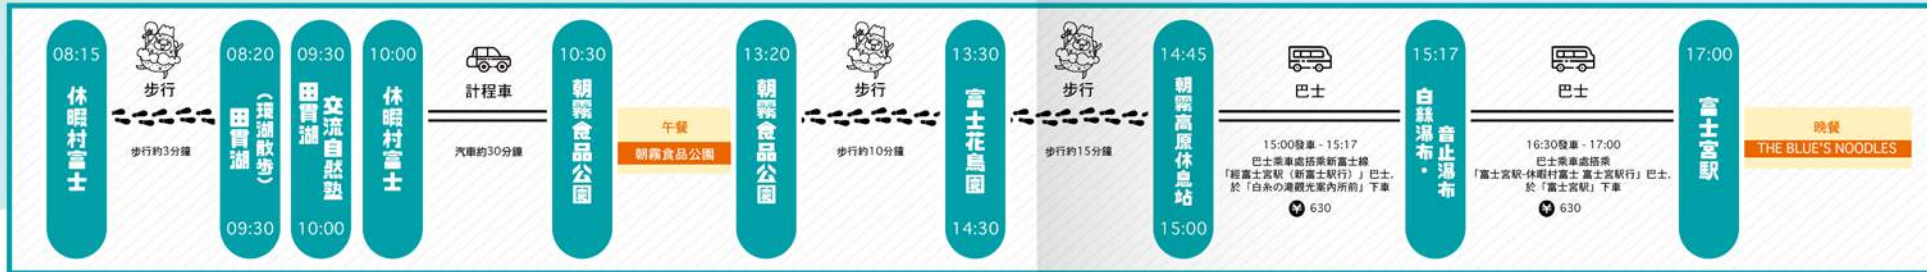 08:15
休暇村富士
步行
步行約3分鐘
08:20
田貫湖
(環湖散步)
09:30
09:30
田貫湖
交流自然塾
10:00
10:00
休暇村富士
計程車
汽車約30分鐘
10:30
朝霧食品公園
午餐
朝霧食品公園
13:20
朝霧食品公園
步行
步行約10分鐘
13:30
富士花鳥園
14:30
步行
步行約15分鐘
14:45
朝霧高原休息站
15:00
巴士
15:00發車 - 15:17
巴士乘車處搭乘新富士線
「經富士宮駅（新富士駅行）」巴士,
於「白糸の滝觀光案內所前」下車
¥ 630
15:17
白絲瀑布・
音止瀑布
巴士
16:30發車 - 17:00
巴士乘車處搭乘
「富士宮駅-休暇村富士 富士宮駅行」巴士,
於「富士宮駅」下車
¥ 630
17:00
富士宮駅
晚餐
THE BLUE'S NOODLES